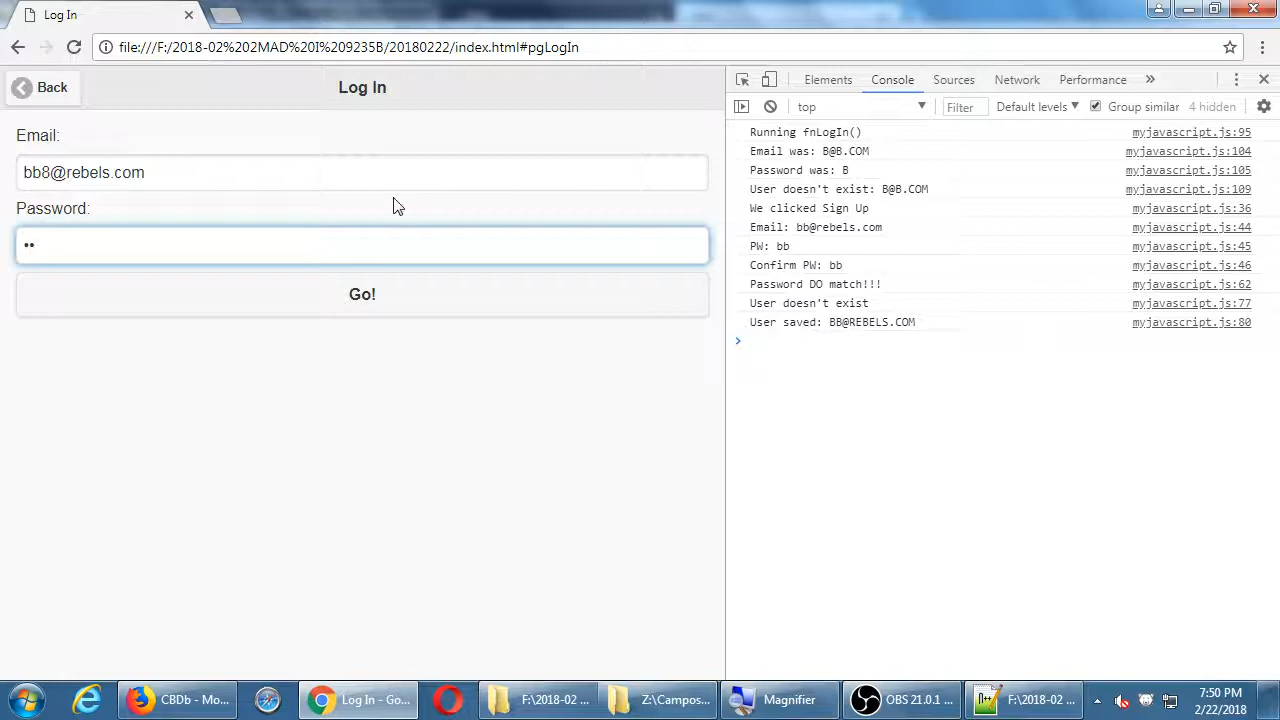 Log In
file:///F:/2018-02%202MAD%20I%209235B/20180222/index.html#pgLogIn
Back
Log In
Email:
bb8@rebels.com
Password:
••
Go!
Elements Console Sources Network Performance »
top Filter Default levels Group similar 4 hidden
Running fnLogIn() myjavascript.js:95
Email was: B@B.COM myjavascript.js:104
Password was: B myjavascript.js:105
User doesn't exist: B@B.COM myjavascript.js:109
We clicked Sign Up myjavascript.js:36
Email: bb@rebels.com myjavascript.js:44
PW: bb myjavascript.js:45
Confirm PW: bb myjavascript.js:46
Password DO match!!! myjavascript.js:62
User doesn't exist myjavascript.js:77
User saved: BB@REBELS.COM myjavascript.js:80
>
CBDb - Mo... Log In - Go... F:\2018-02 ... Z:\Campos... Magnifier OBS 21.0.1 ... F:\2018-02 ... 7:50 PM
2/22/2018